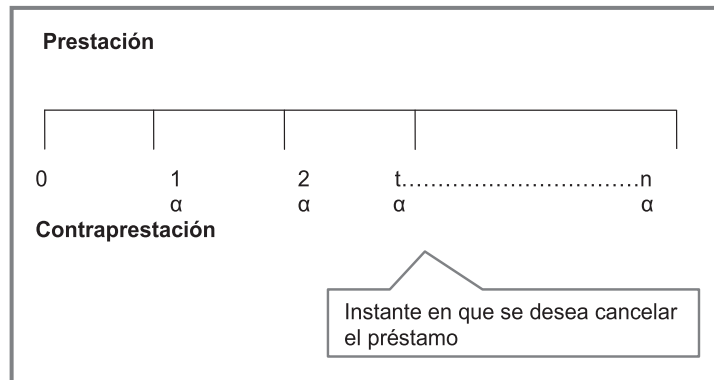 Prestación
0 1 2 t.................................n
α α α α
Contraprestación
Instante en que se desea cancelar
el préstamo